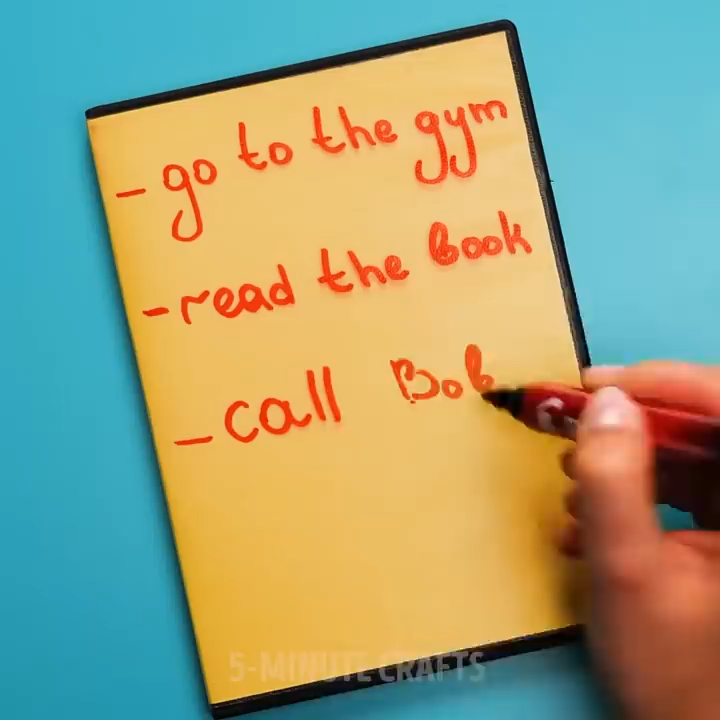 - go to the gym
- read the book
- call Bob
5-MINUTE CRAFTS